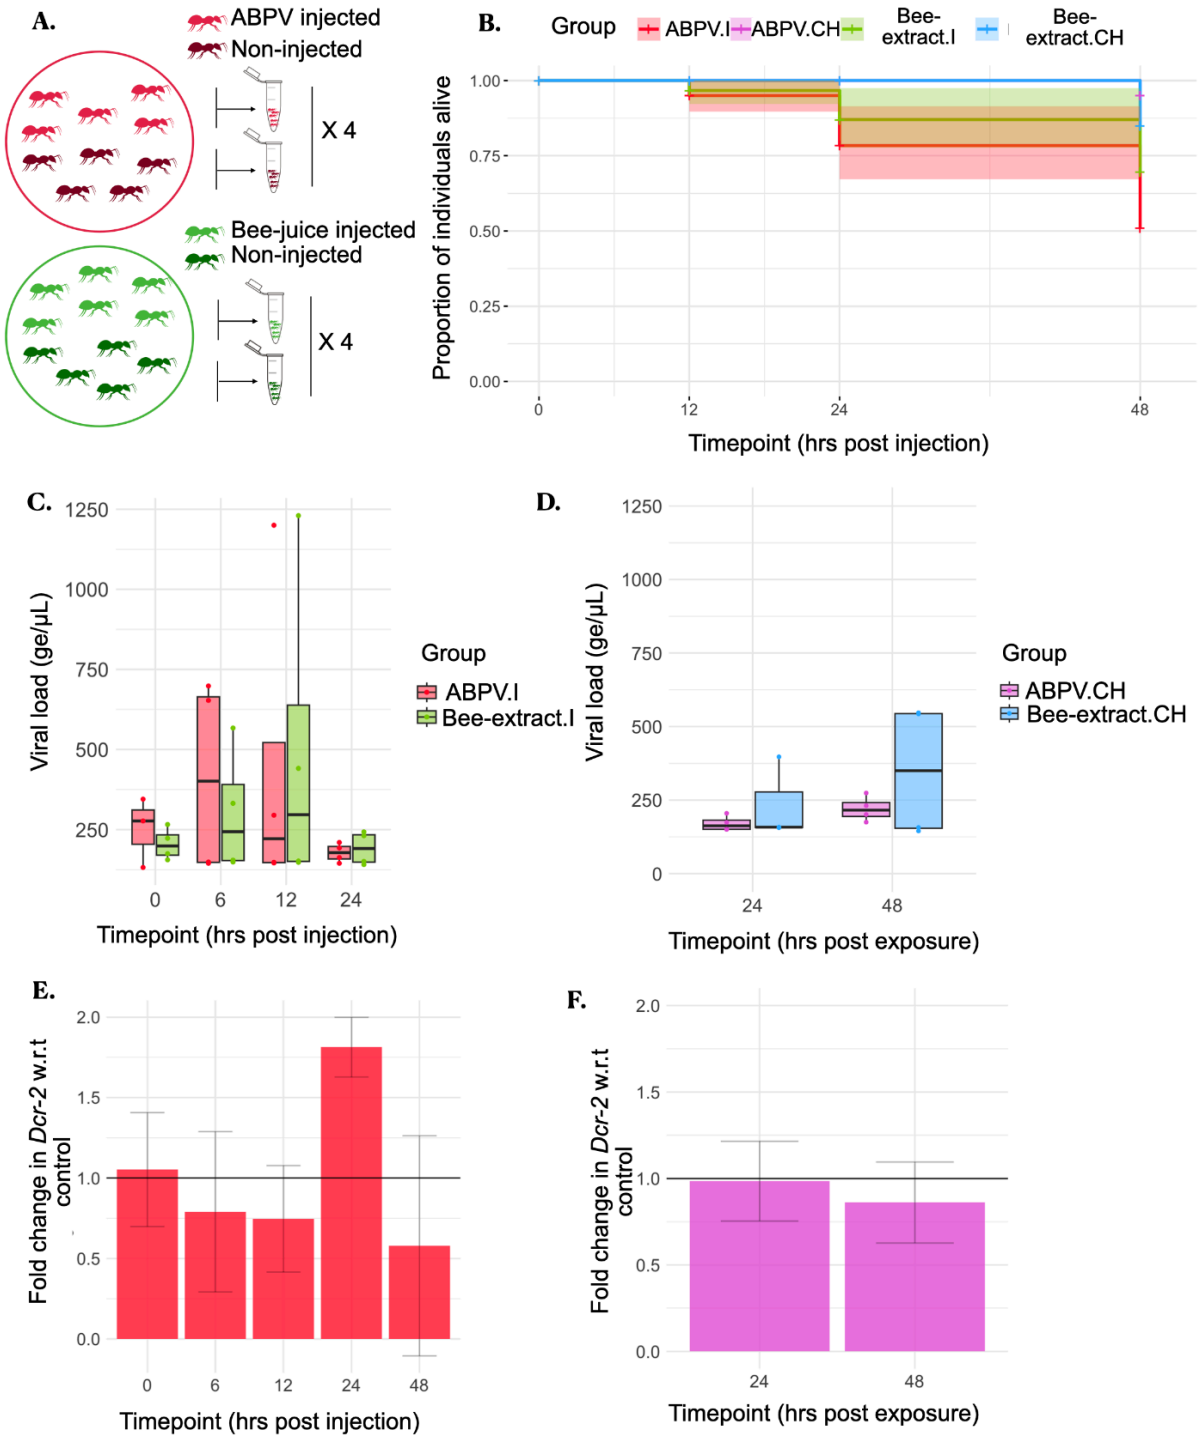 A.
ABPV injected
Non-injected
X 4
Bee-juice injected
Non-injected
X 4
B.
Group
ABPV.I
ABPV.CH
Bee-
extract.I
Bee-
extract.CH
Proportion of individuals alive
1.00
0.75
0.50
0.25
0.00
0
12
24
48
Timepoint (hrs post injection)
C.
Viral load (ge/µL)
1250
1000
750
500
250
0
6
12
24
Timepoint (hrs post injection)
Group
ABPV.I
Bee-extract.I
D.
Viral load (ge/µL)
1250
1000
750
500
250
0
24
48
Timepoint (hrs post exposure)
Group
ABPV.CH
Bee-extract.CH
E.
Fold change in Dcr-2 w.r.t
control
2.0
1.5
1.0
0.5
0.0
0
6
12
24
48
Timepoint (hrs post injection)
F.
Fold change in Dcr-2 w.r.t
control
2.0
1.5
1.0
0.5
0.0
24
48
Timepoint (hrs post exposure)